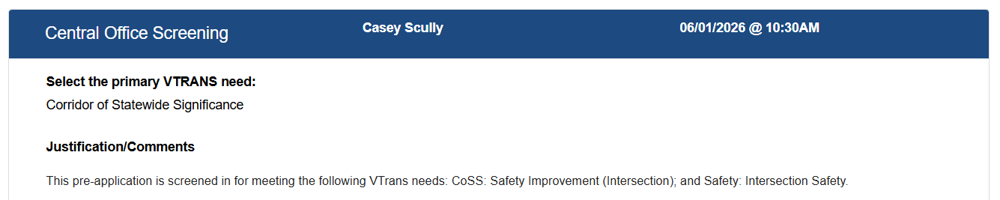 Central Office Screening Casey Scully 06/01/2026 @ 10:30AM
Select the primary VTRANS need:
Corridor of Statewide Significance
Justification/Comments
This pre-application is screened in for meeting the following VTrans needs: CoSS: Safety Improvement (Intersection); and Safety: Intersection Safety.